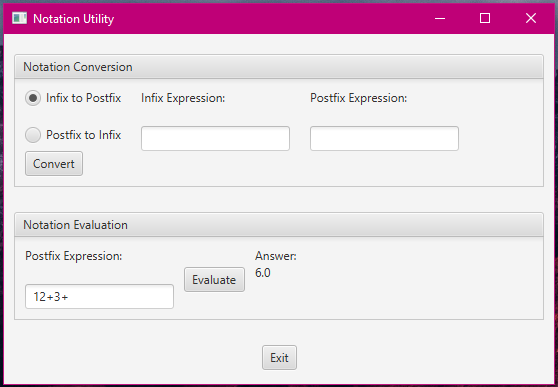 Notation Utility
Notation Conversion
Infix to Postfix
Infix Expression:
Postfix Expression:
Postfix to Infix
Convert
Notation Evaluation
Postfix Expression:
Answer:
6.0
Evaluate
12+3+
Exit